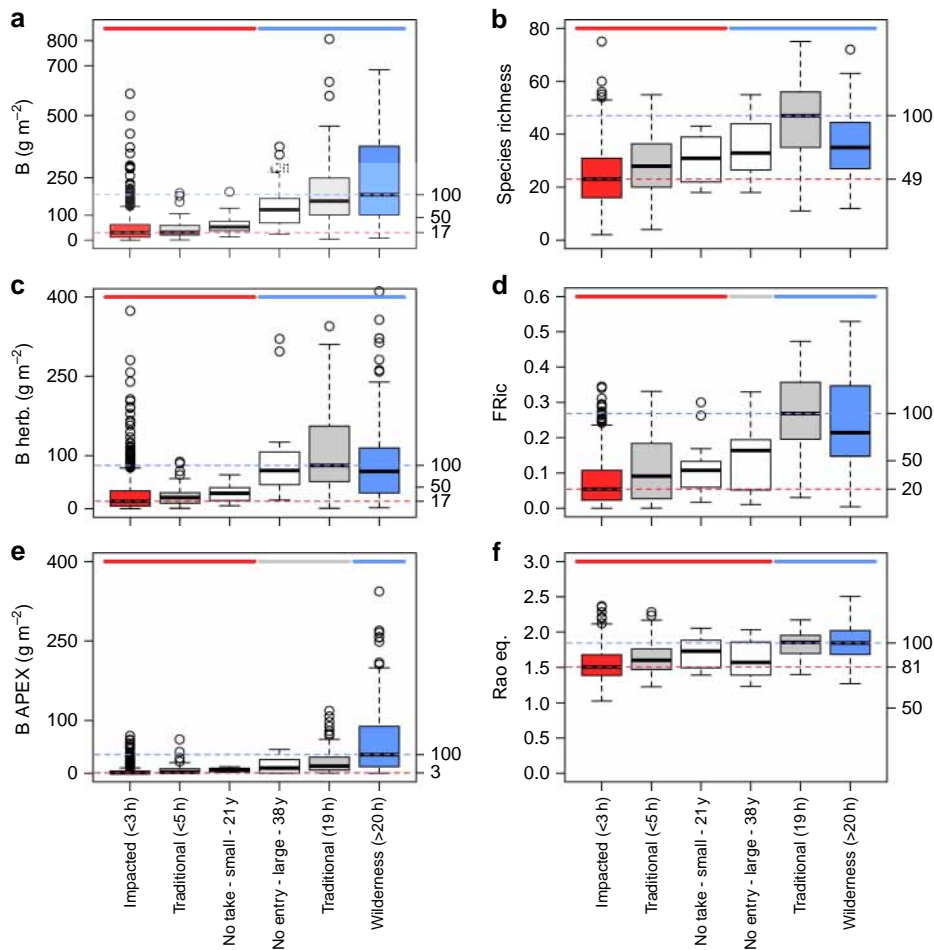 a
B (g m−2)
800
700
500
250
100
0
100
50
17
b
Species richness
80
60
40
20
0
100
49
c
B herb. (g m−2)
400
250
100
0
100
50
17
d
FRic
0.6
0.5
0.4
0.3
0.2
0.1
0.0
100
50
20
e
B APEX (g m−2)
400
250
100
0
100
3
f
Rao eq.
3.0
2.5
2.0
1.5
1.0
0.5
0.0
100
81
50
Impacted (<3 h)
Traditional (<5 h)
No take - small - 21 y
No entry - large - 38 y
Traditional (19 h)
Wilderness (>20 h)
Impacted (<3 h)
Traditional (<5 h)
No take - small - 21 y
No entry - large - 38 y
Traditional (19 h)
Wilderness (>20 h)